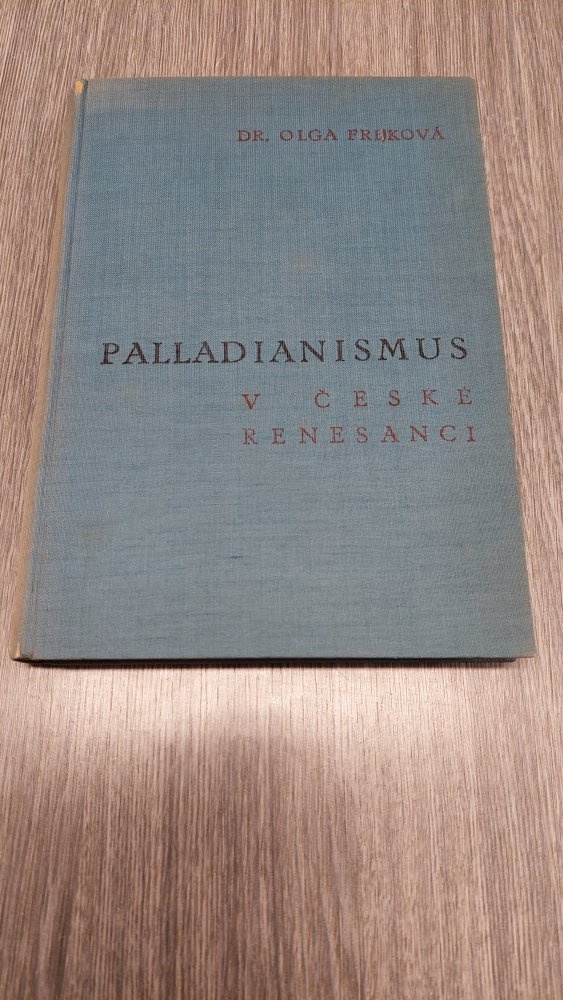 DR. OLGA FREJKOVÁ
PALLADIANISMUS
V ČESKÉ
RENESANCI